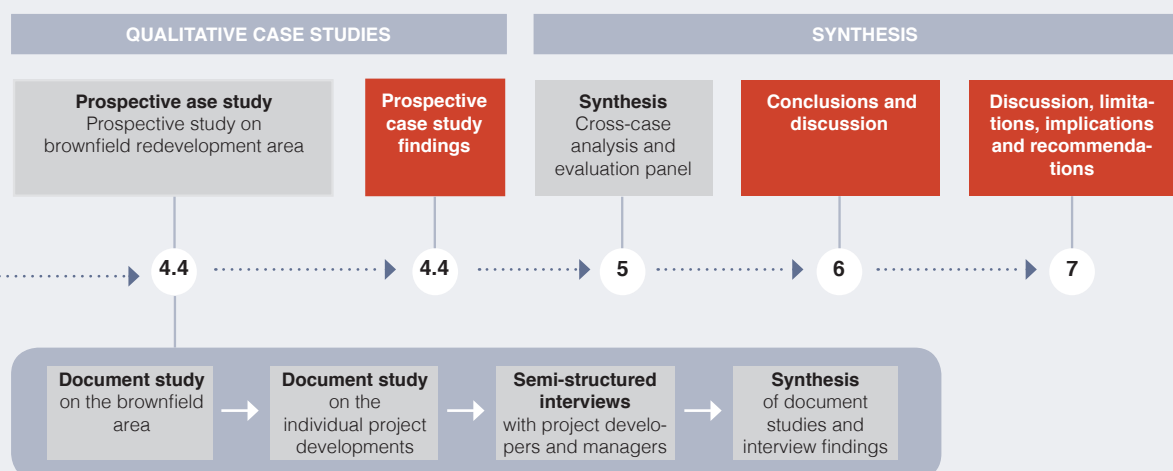 QUALITATIVE CASE STUDIES
SYNTHESIS
Prospective ase study
Prospective study on
brownfield redevelopment area
Prospective
case study
findings
Synthesis
Cross-case
analysis and
evaluation panel
Conclusions and
discussion
Discussion, limita-
tions, implications
and recommenda-
tions
4.4
4.4
5
6
7
Document study
on the brownfield
area
Document study
on the
individual project
developments
Semi-structured
interviews
with project develo-
pers and managers
Synthesis
of document
studies and
interview findings